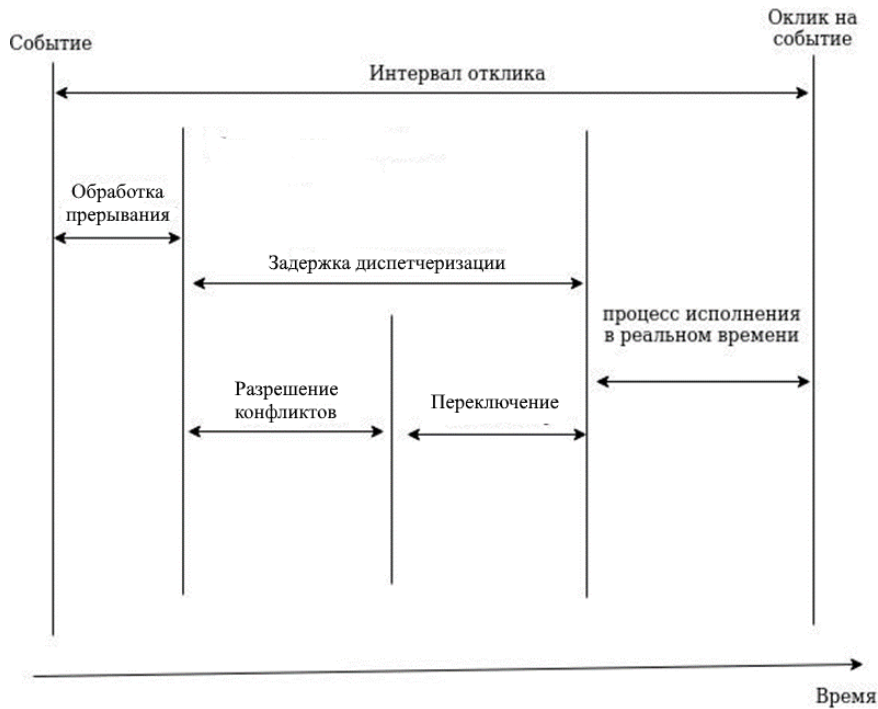 Событие
Оклик на
событие
Интервал отклика
Обработка
прерывания
Задержка диспетчеризации
процесс исполнения
в реальном времени
Разрешение
конфликтов
Переключение
Время